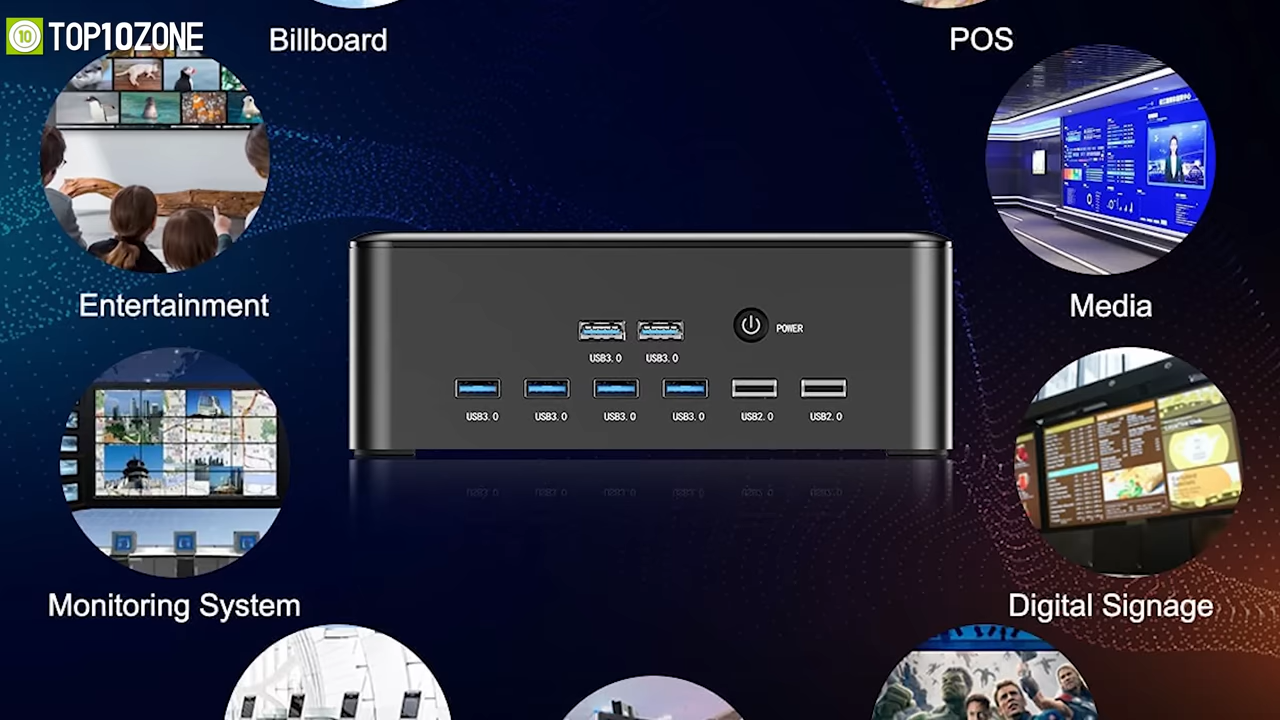 10 TOP10ZONE
Billboard
POS
Entertainment
Media
POWER
USB3. 0 USB3. 0
USB3. 0 USB3. 0 USB3. 0 USB3. 0 USB2. 0 USB2. 0
Monitoring System
Digital Signage